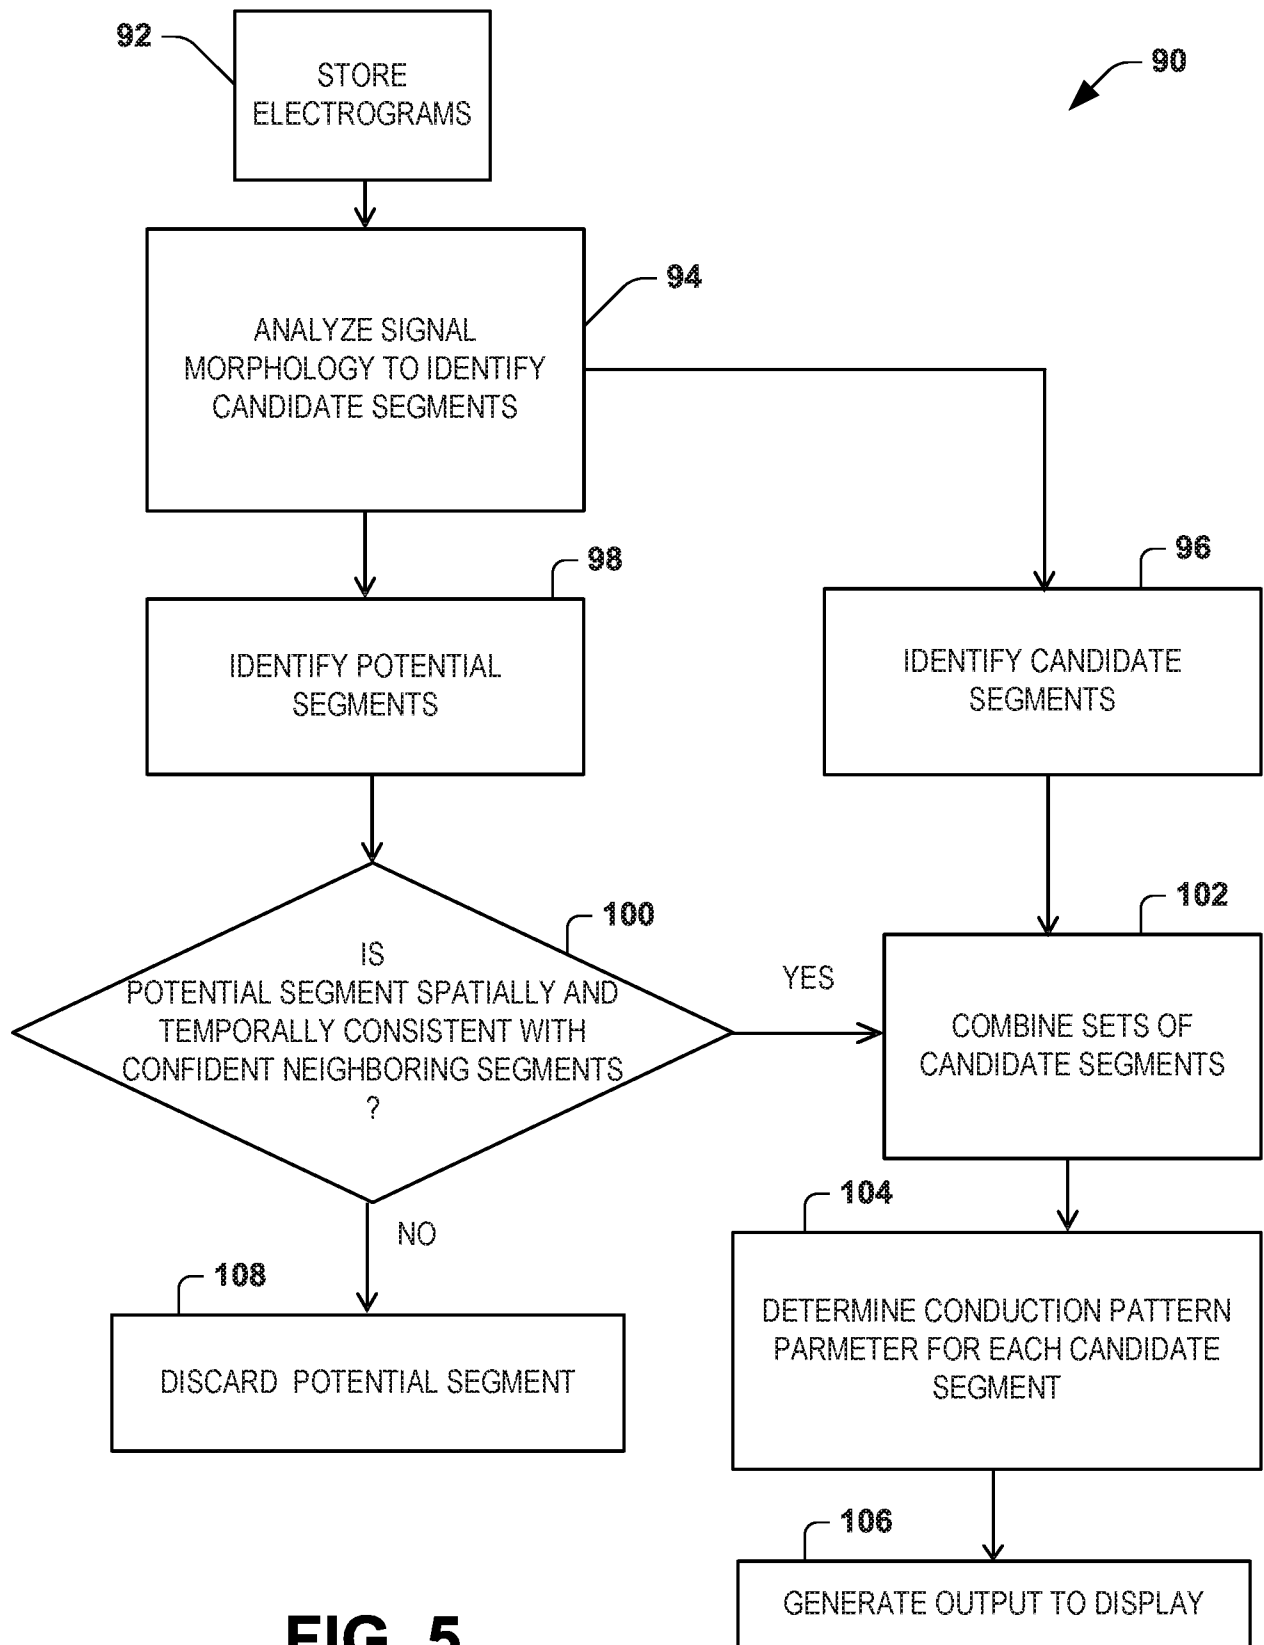 92
STORE
ELECTROGRAMS
90
94
ANALYZE SIGNAL
MORPHOLOGY TO IDENTIFY
CANDIDATE SEGMENTS
98
IDENTIFY POTENTIAL
SEGMENTS
96
IDENTIFY CANDIDATE
SEGMENTS
100
IS
POTENTIAL SEGMENT SPATIALLY AND
TEMPORALLY CONSISTENT WITH
CONFIDENT NEIGHBORING SEGMENTS
?
YES
102
COMBINE SETS OF
CANDIDATE SEGMENTS
NO
108
DISCARD POTENTIAL SEGMENT
104
DETERMINE CONDUCTION PATTERN
PARMETER FOR EACH CANDIDATE
SEGMENT
106
GENERATE OUTPUT TO DISPLAY
FIG. 5